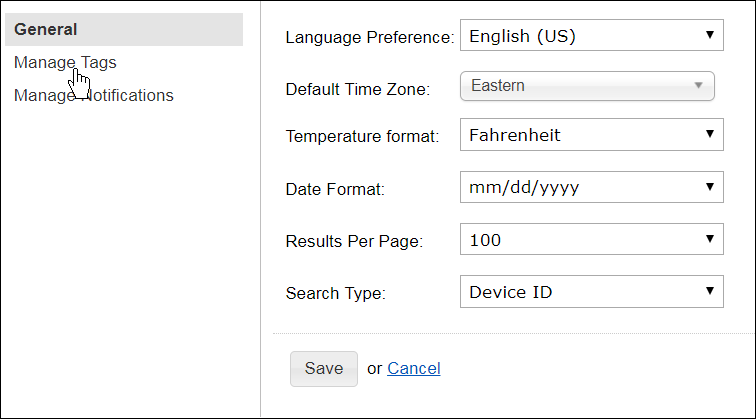 General
Manage Tags
Manage Notifications
Language Preference: English (US)
Default Time Zone: Eastern
Temperature format: Fahrenheit
Date Format: mm/dd/yyyy
Results Per Page: 100
Search Type: Device ID
Save or Cancel